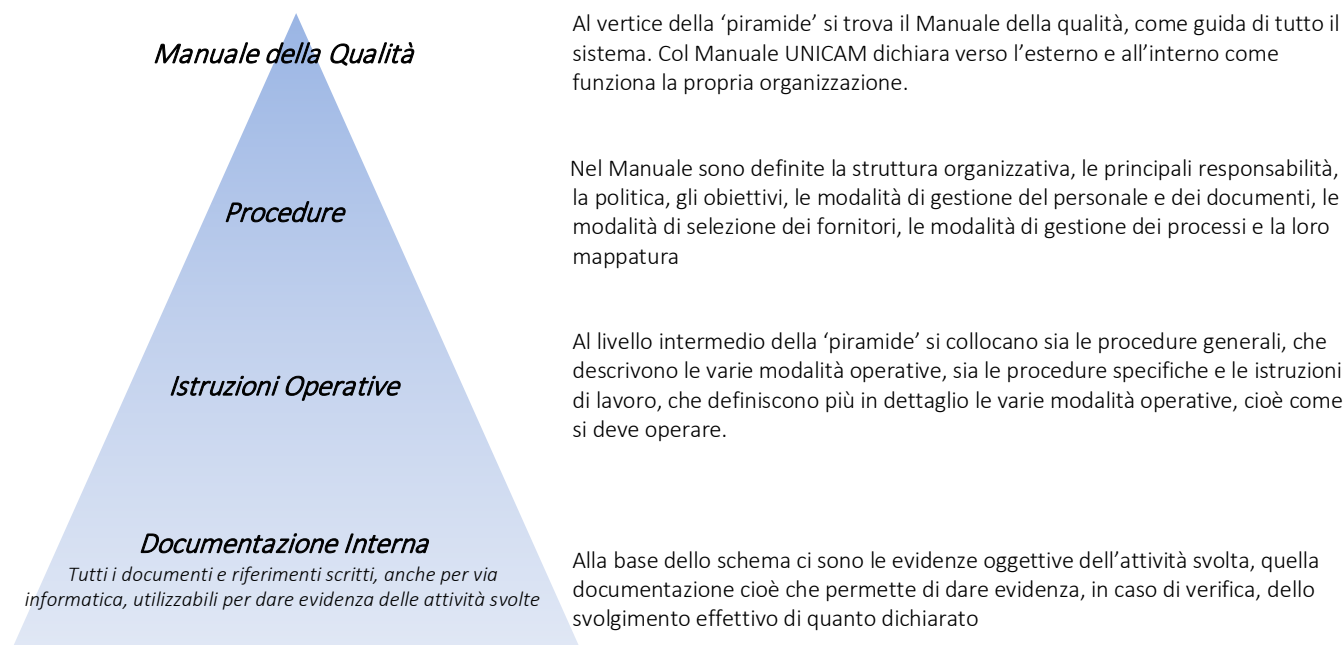 Manuale della Qualità
Al vertice della ‘piramide’ si trova il Manuale della qualità, come guida di tutto il
sistema. Col Manuale UNICAM dichiara verso l’esterno e all’interno come
funziona la propria organizzazione.
Procedure
Nel Manuale sono definite la struttura organizzativa, le principali responsabilità,
la politica, gli obiettivi, le modalità di gestione del personale e dei documenti, le
modalità di selezione dei fornitori, le modalità di gestione dei processi e la loro
mappatura
Istruzioni Operative
Al livello intermedio della ‘piramide’ si collocano sia le procedure generali, che
descrivono le varie modalità operative, sia le procedure specifiche e le istruzioni
di lavoro, che definiscono più in dettaglio le varie modalità operative, cioè come
si deve operare.
Documentazione Interna
Tutti i documenti e riferimenti scritti, anche per via
informatica, utilizzabili per dare evidenza delle attività svolte
Alla base dello schema ci sono le evidenze oggettive dell’attività svolta, quella
documentazione cioè che permette di dare evidenza, in caso di verifica, dello
svolgimento effettivo di quanto dichiarato